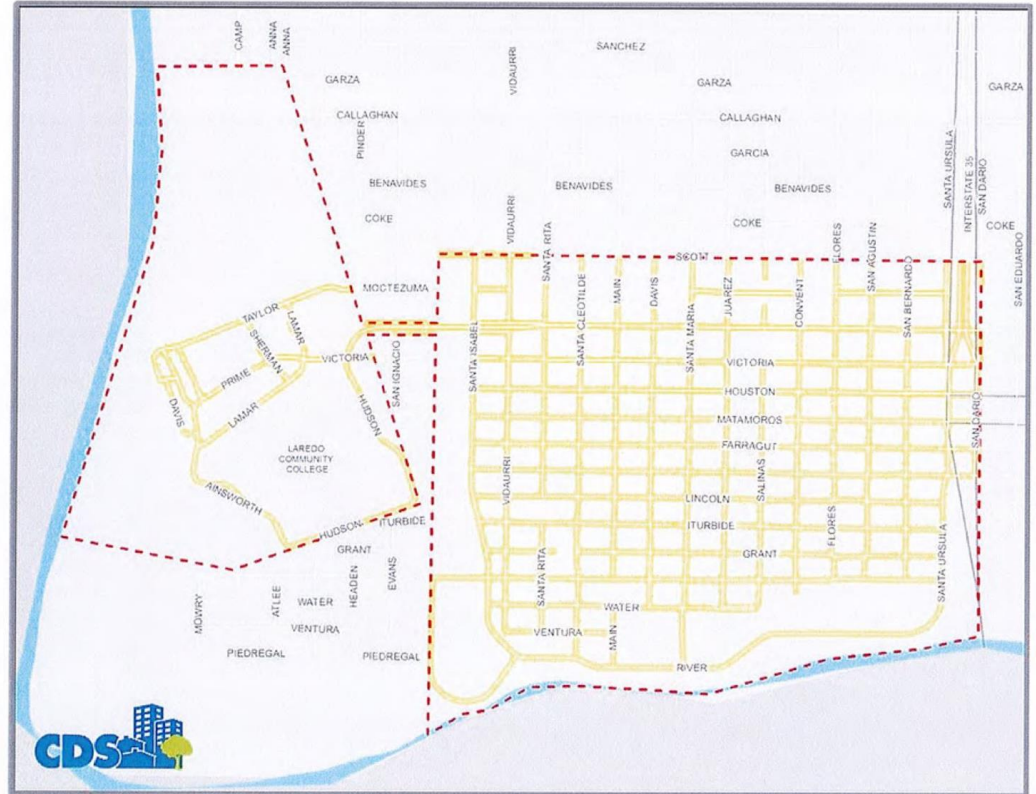 CAMP
ANNA
ANNA
VIDAURRI
SANCHEZ
GARZA
GARZA
GARZA
CALLAGHAN
CALLAGHAN
PINDER
GARCIA
SANTA URSULA
INTERSTATE 35
SAN DARIO
BENAVIDES
BENAVIDES
BENAVIDES
COKE
VIDAURRI
SANTA RITA
COKE
FLORES
SAN AGUSTIN
COKE
SAN EDUARDO
SCOTT
MOCTEZUMA
SANTA CLEOTILDE
MAIN
DAVIS
SANTA MARIA
JUAREZ
CONVENT
SAN BERNARDO
TAYLOR
LAMAR
SHERMAN
VICTORIA
SAN IGNACIO
SANTA ISABEL
VICTORIA
PRIME
HOUSTON
DAVIS
LAMAR
HUDSON
MATAMOROS
SAN DARIO
FARRAGUT
LAREDO
COMMUNITY
COLLEGE
VIDAURRI
SALINAS
AINSWORTH
LINCOLN
HUDSON
ITURBIDE
ITURBIDE
FLORES
GRANT
GRANT
EVANS
HEADEN
ATLEE
MOWRY
SANTA RITA
SANTA URSULA
WATER
WATER
VENTURA
VENTURA
MAIN
PIEDREGAL
PIEDREGAL
RIVER
CDS